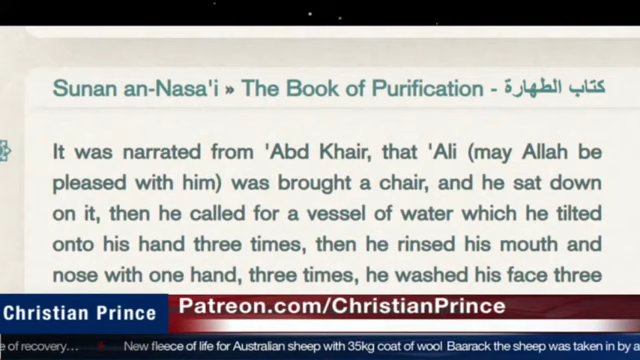 Sunan an-Nasa'i » The Book of Purification - كتاب الطهارة
It was narrated from 'Abd Khair, that 'Ali (may Allah be
pleased with him) was brought a chair, and he sat down
on it, then he called for a vessel of water which he tilted
onto his hand three times, then he rinsed his mouth and
nose with one hand, three times, he washed his face three
Christian Prince
Patreon.com/ChristianPrince
e of recovery... New fleece of life for Australian sheep with 35kg coat of wool Baarack the sheep was taken in by a